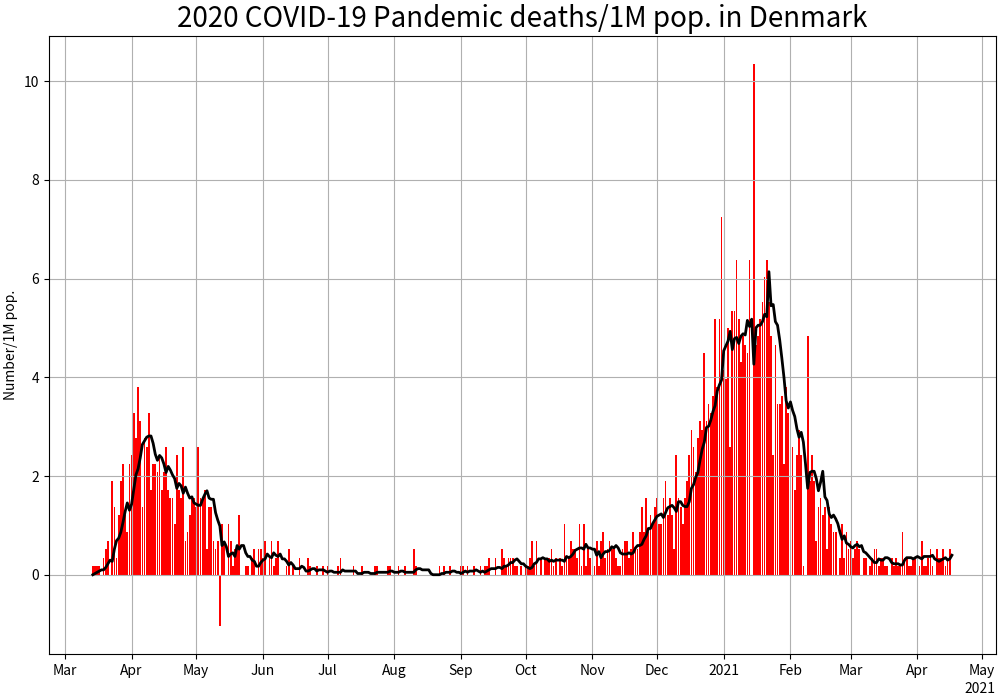 2020 COVID-19 Pandemic deaths/1M pop. in Denmark
Number/1M pop.
10
8
6
4
2
0
Mar Apr May Jun Jul Aug Sep Oct Nov Dec 2021 Feb Mar Apr May
2021